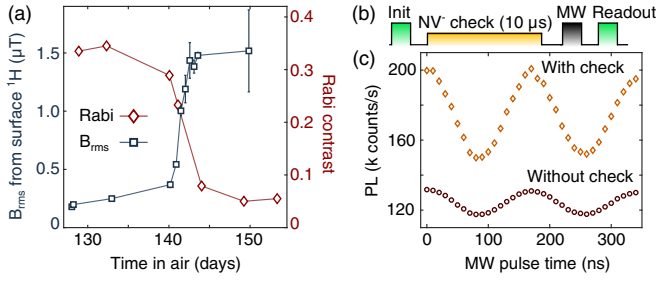 (a)
B_rms from surface ¹H (μT)
1.5
1.0
0.5
0
Rabi
B_rms
0.4
0.3
0.2
0.1
0
Rabi contrast
130
140
150
Time in air (days)
(b)
Init
NV⁻ check (10 μs)
MW
Readout
(c)
PL (k counts/s)
200
160
120
With check
Without check
0
100
200
300
MW pulse time (ns)